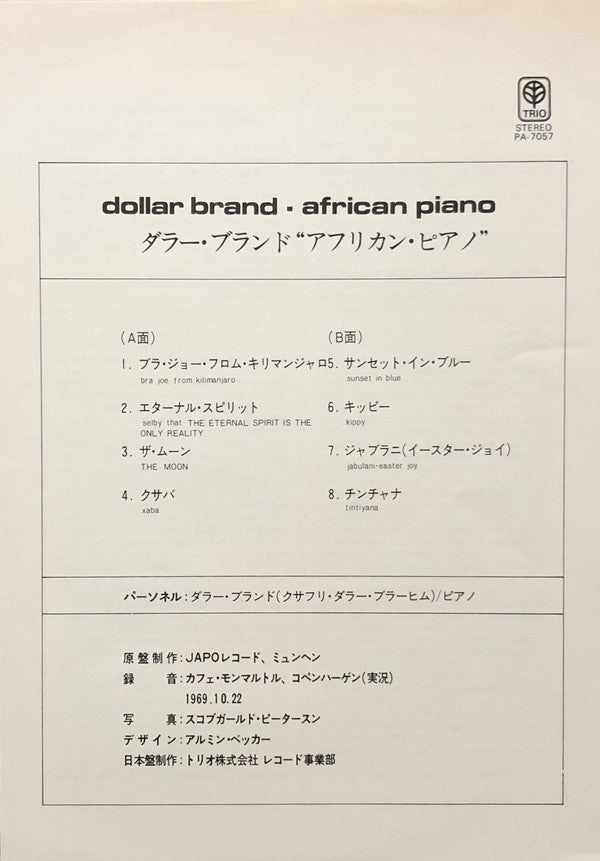 TRIO
STEREO
PA-7057
dollar brand · african piano
ダラー・ブランド“アフリカン・ピアノ”
(A面)
1. ブラ・ジョー・フロム・キリマンジャロ
bra joe from kilimanjaro
2. エターナル・スピリット
selby that THE ETERNAL SPIRIT IS THE
ONLY REALITY
3. ザ・ムーン
THE MOON
4. クサバ
xaba
(B面)
5. サンセット・イン・ブルー
sunset in blue
6. キッピー
kippy
7. ジャブラニ(イースター・ジョイ)
jabulani-easter joy
8. チンチャナ
tintiyana
パーソネル:ダラー・ブランド(クサフリ・ダラー・ブラーヒム)/ピアノ
原盤制作:JAPOレコード、ミュンヘン
録音:カフェ・モンマルトル、コペンハーゲン(実況)
1969.10.22
写真:スコブガールド・ピータースン
デザイン:アルミン・ベッカー
日本盤制作:トリオ株式会社 レコード事業部